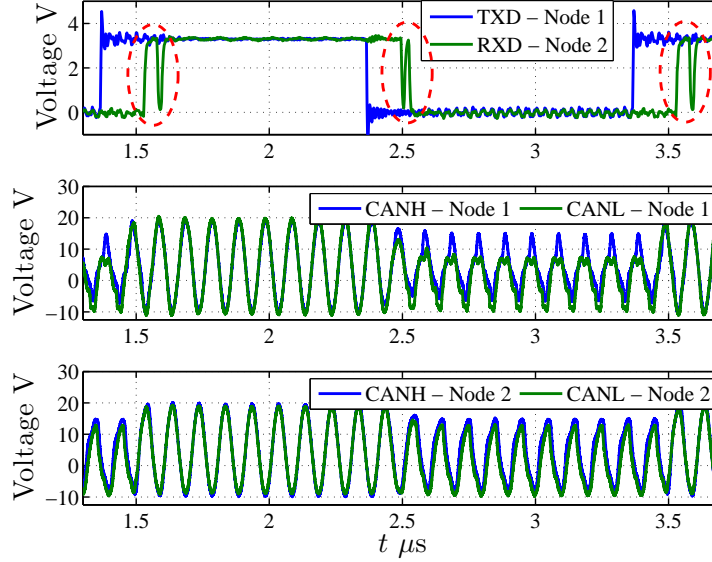 Voltage V
4
2
0
TXD – Node 1
RXD – Node 2
1.5 2 2.5 3 3.5
Voltage V
30
20
10
0
−10
CANH – Node 1 CANL – Node 1
1.5 2 2.5 3 3.5
Voltage V
30
20
10
0
−10
CANH – Node 2 CANL – Node 2
1.5 2 2.5 3 3.5
t μs